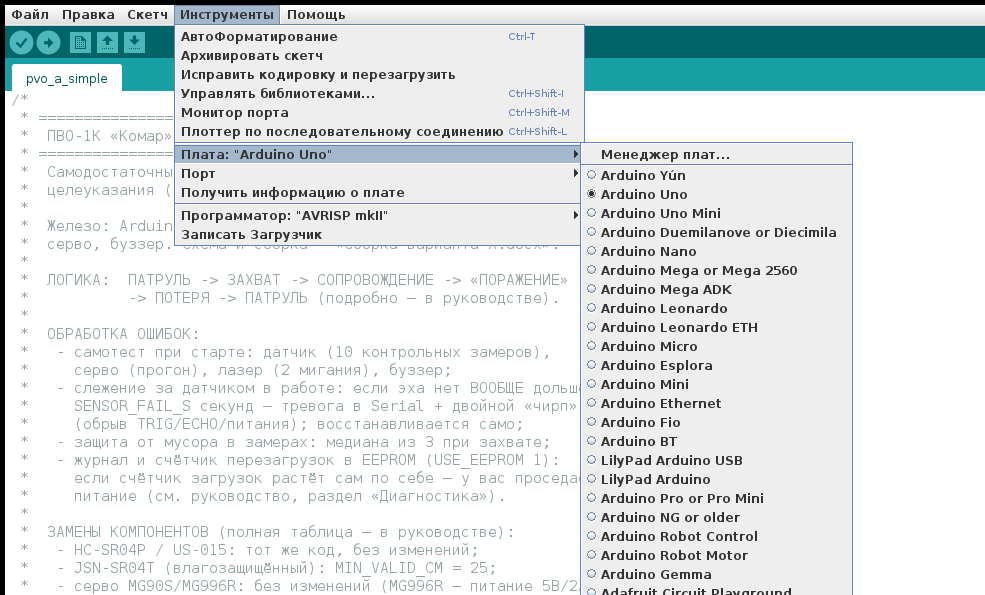 Файл Правка Скетч Инструменты Помощь
АвтоФорматирование Ctrl-T
Архивировать скетч
Исправить кодировку и перезагрузить
Управлять библиотеками... Ctrl+Shift-I
Монитор порта Ctrl+Shift-M
Плоттер по последовательному соединению Ctrl+Shift-L
Плата: "Arduino Uno"
Порт
Получить информацию о плате
Программатор: "AVRISP mkII"
Записать Загрузчик
Менеджер плат...
Arduino Yún
Arduino Uno
Arduino Uno Mini
Arduino Duemilanove or Diecimila
Arduino Nano
Arduino Mega or Mega 2560
Arduino Mega ADK
Arduino Leonardo
Arduino Leonardo ETH
Arduino Micro
Arduino Esplora
Arduino Mini
Arduino Ethernet
Arduino Fio
Arduino BT
LilyPad Arduino USB
LilyPad Arduino
Arduino Pro or Pro Mini
Arduino NG or older
Arduino Robot Control
Arduino Robot Motor
Arduino Gemma
Adafruit Circuit Playground
pvo_a_simple
/*
* ===============
* ПВО-1К «Комар»
* ===============
* Самодостаточны
* целеуказания (
*
* Железо: Arduin
* серво, буззер.
*
* ЛОГИКА: ПАТРУЛЬ -> ЗАХВАТ -> СОПРОВОЖДЕНИЕ -> «ПОРАЖЕНИЕ»
* -> ПОТЕРЯ -> ПАТРУЛЬ (подробно — в руководстве).
*
* ОБРАБОТКА ОШИБОК:
* - самотест при старте: датчик (10 контрольных замеров),
* серво (прогон), лазер (2 мигания), буззер;
* - слежение за датчиком в работе: если эха нет ВООБЩЕ дольш
* SENSOR_FAIL_S секунд — тревога в Serial + двойной «чирп»
* (обрыв TRIG/ECHO/питания); восстанавливается само;
* - защита от мусора в замерах: медиана из 3 при захвате;
* - журнал и счётчик перезагрузок в EEPROM (USE_EEPROM 1):
* если счётчик загрузок растёт сам по себе — у вас проседа
* питание (см. руководство, раздел «Диагностика»).
*
* ЗАМЕНЫ КОМПОНЕНТОВ (полная таблица — в руководстве):
* - HC-SR04P / US-015: тот же код, без изменений;
* - JSN-SR04T (влагозащищённый): MIN_VALID_CM = 25;
* - серво MG90S/MG996R: без изменений (MG996R — питание 5В/2